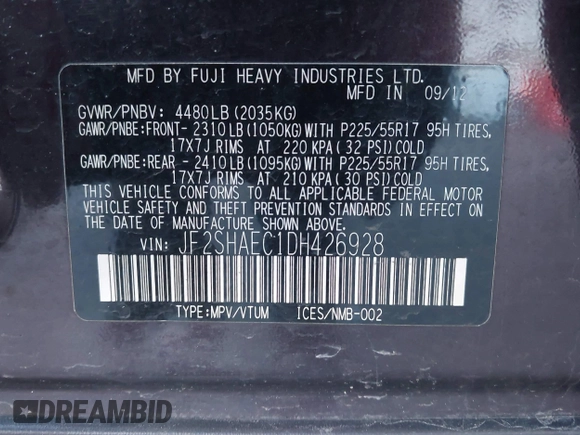 MFD BY FUJI HEAVY INDUSTRIES LTD.
MFD IN 09/12
GVWR/PNBV: 4480LB (2035KG)
GAWR/PNBE:FRONT- 2310LB(1050KG)WITH P225/55R17 95H TIRES,
17X7J RIMS AT 220 KPA(32 PSI)COLD
GAWR/PNBE:REAR - 2410LB(1095KG)WITH P225/55R17 95H TIRES,
17X7J RIMS AT 210 KPA(30 PSI)COLD
THIS VEHICLE CONFORMS TO ALL APPLICABLE FEDERAL MOTOR
VEHICLE SAFETY AND THEFT PREVENTION STANDARDS IN EFFECT ON
THE DATE OF MANUFACTURE SHOWN ABOVE.
VIN: JF2SHAEC1DH426928
TYPE:MPV/VTUM ICES/NMB-002
DREAMBID